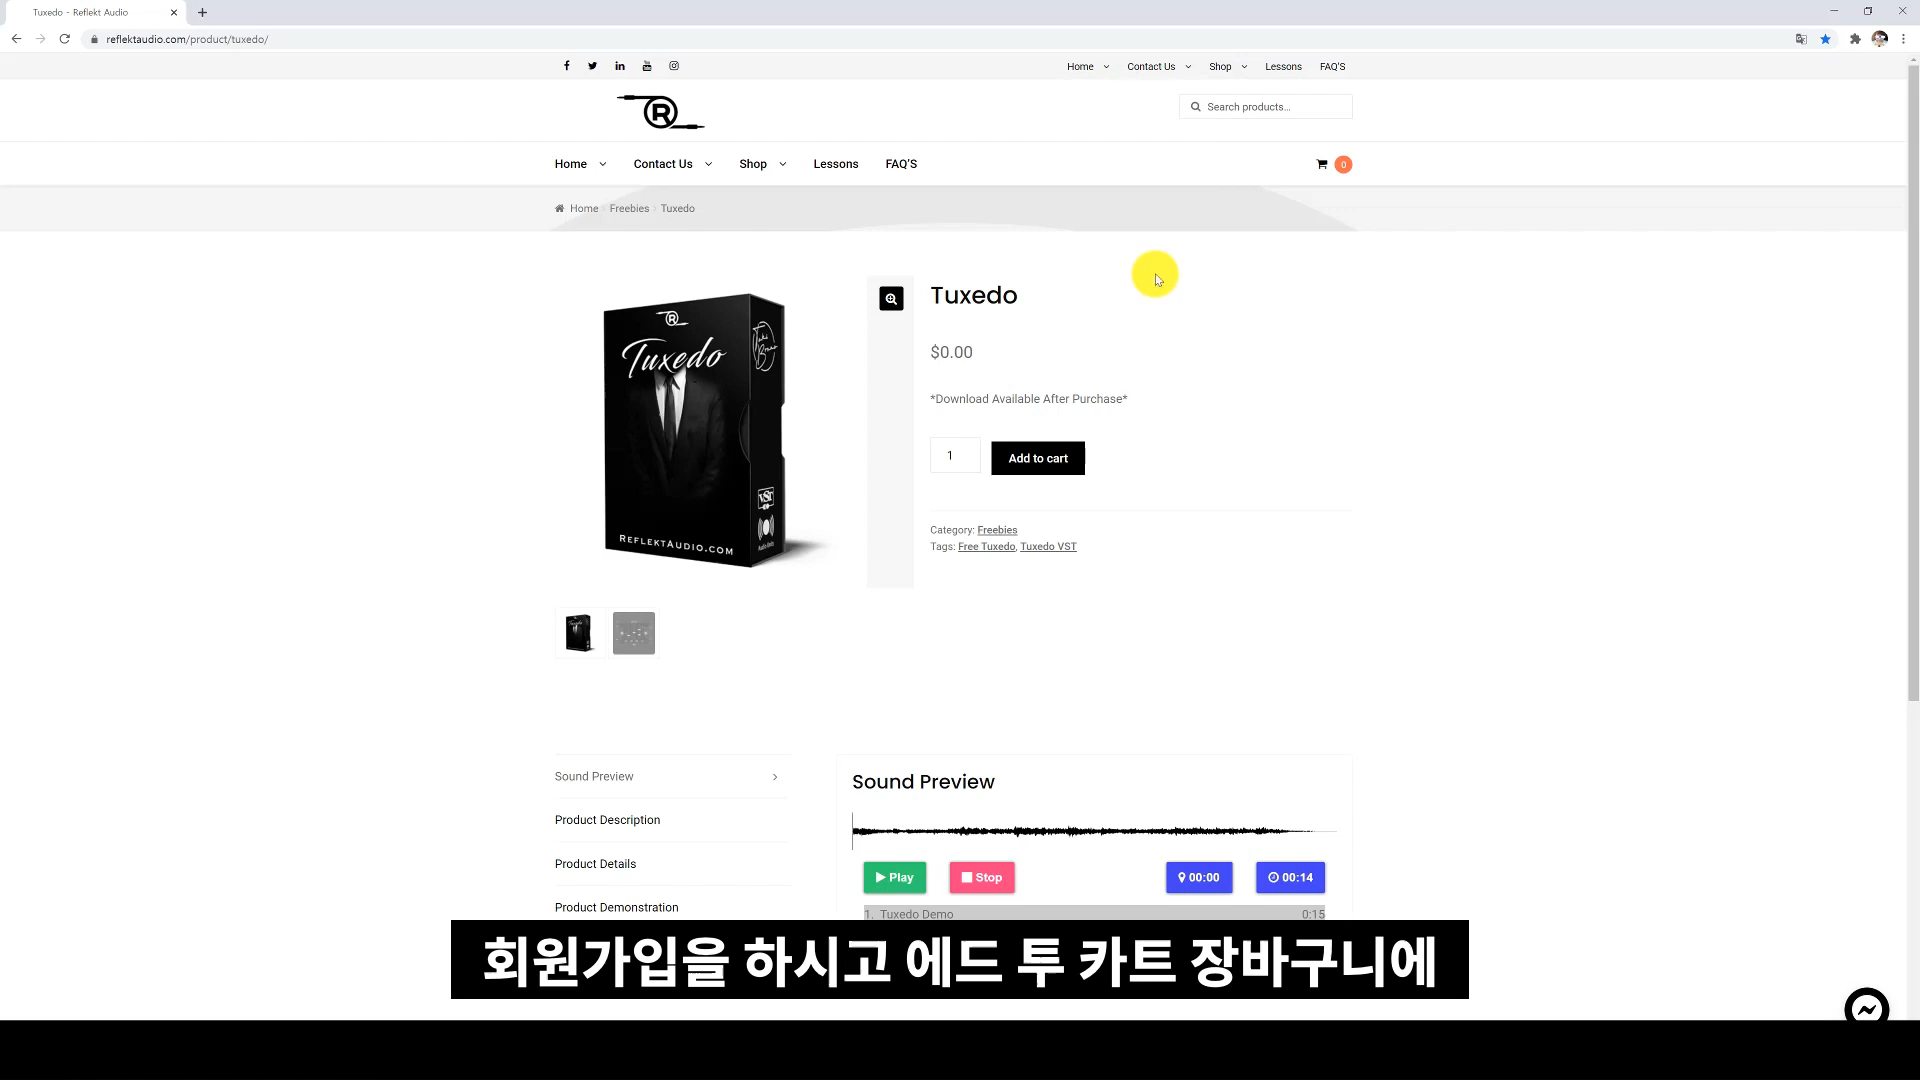 Tuxedo - Reflekt Audio
reflektaudio.com/product/tuxedo/
Home Contact Us Shop Lessons FAQ'S
R
Search products...
Home Contact Us Shop Lessons FAQ'S
0
Home Freebies Tuxedo
Tuxedo
$0.00
*Download Available After Purchase*
1 Add to cart
Category: Freebies
Tags: Free Tuxedo, Tuxedo VST
R
Tuxedo
REFLEKTAUDIO.COM
Sound Preview
Product Description
Product Details
Product Demonstration
Sound Preview
Play Stop 00:00 00:14
1. Tuxedo Demo 0:15
회원가입을 하시고 에드 투 카트 장바구니에